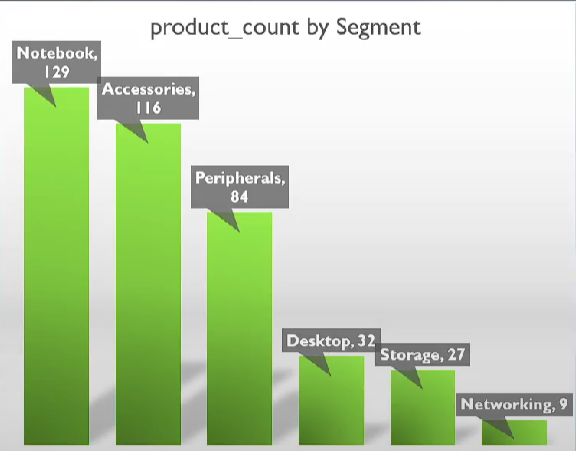 product_count by Segment
Notebook,
129
Accessories,
116
Peripherals,
84
Desktop, 32
Storage, 27
Networking, 9